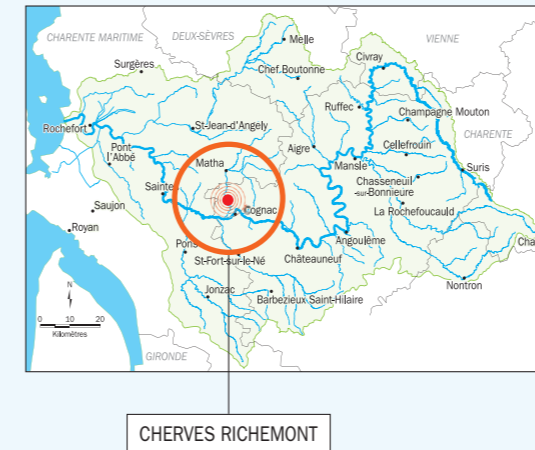 CHARENTE MARITIME
DEUX-SÈVRES
VIENNE
Melle
Civray
Surgères
Chef.Boutonne
Ruffec
Champagne Mouton
Rochefort
St-Jean-d'Angely
CHARENTE
Pont
l'Abbé
Aigre
Cellefrouin
Matha
Mansle
Suris
Chasseneuil
-sur-Bonnieure
Saintes
Saujon
Cognac
La Rochefoucauld
Royan
Angoulême
Pons
Châteauneuf
Cha
St-Fort-sur-le-Né
Nontron
Jonzac
Barbezieux Saint-Hilaire
N
0 10 20
Kilomètres
GIRONDE
CHERVES RICHEMONT